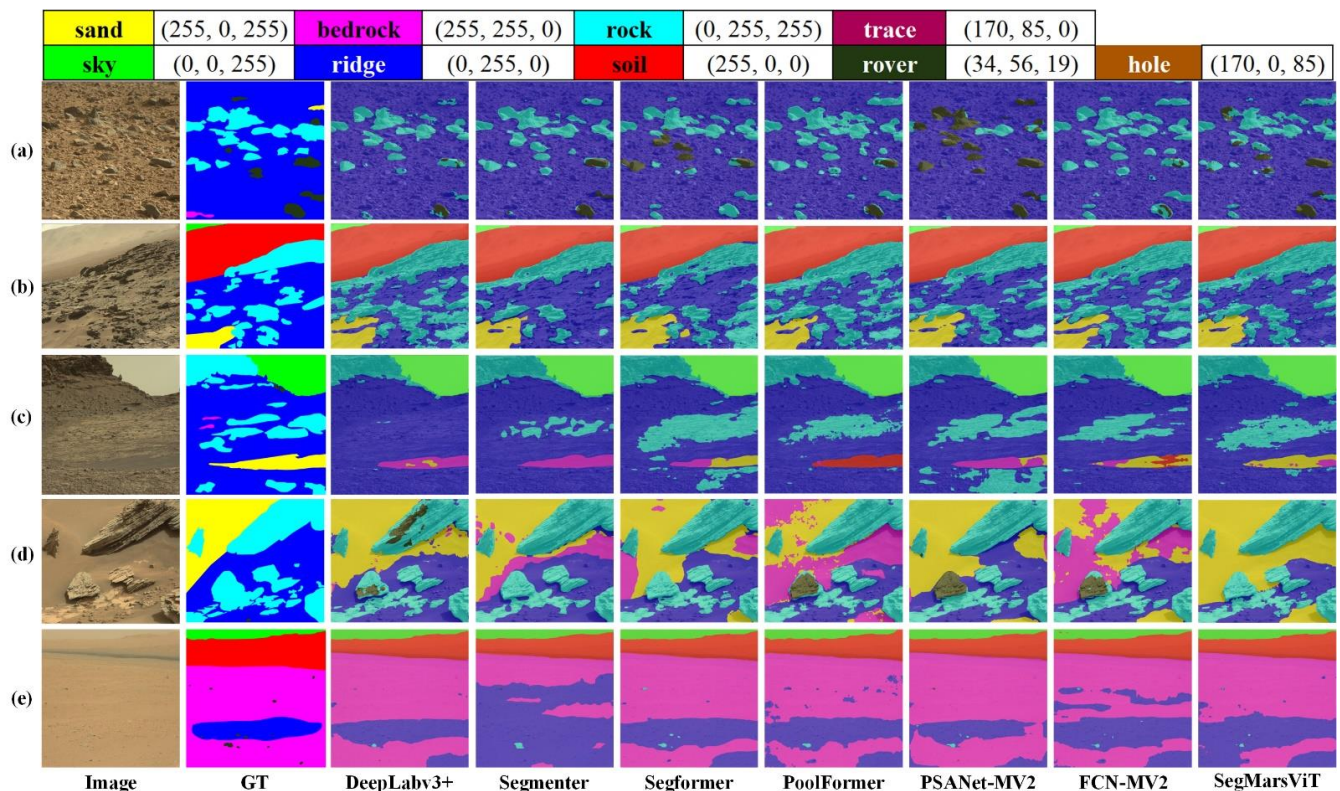 sand (255, 0, 255) bedrock (255, 255, 0) rock (0, 255, 255) trace (170, 85, 0)
sky (0, 0, 255) ridge (0, 255, 0) soil (255, 0, 0) rover (34, 56, 19) hole (170, 0, 85)
(a)
(b)
(c)
(d)
(e)
Image GT DeepLabv3+ Segmenter Segformer PoolFormer PSANet-MV2 FCN-MV2 SegMarsViT